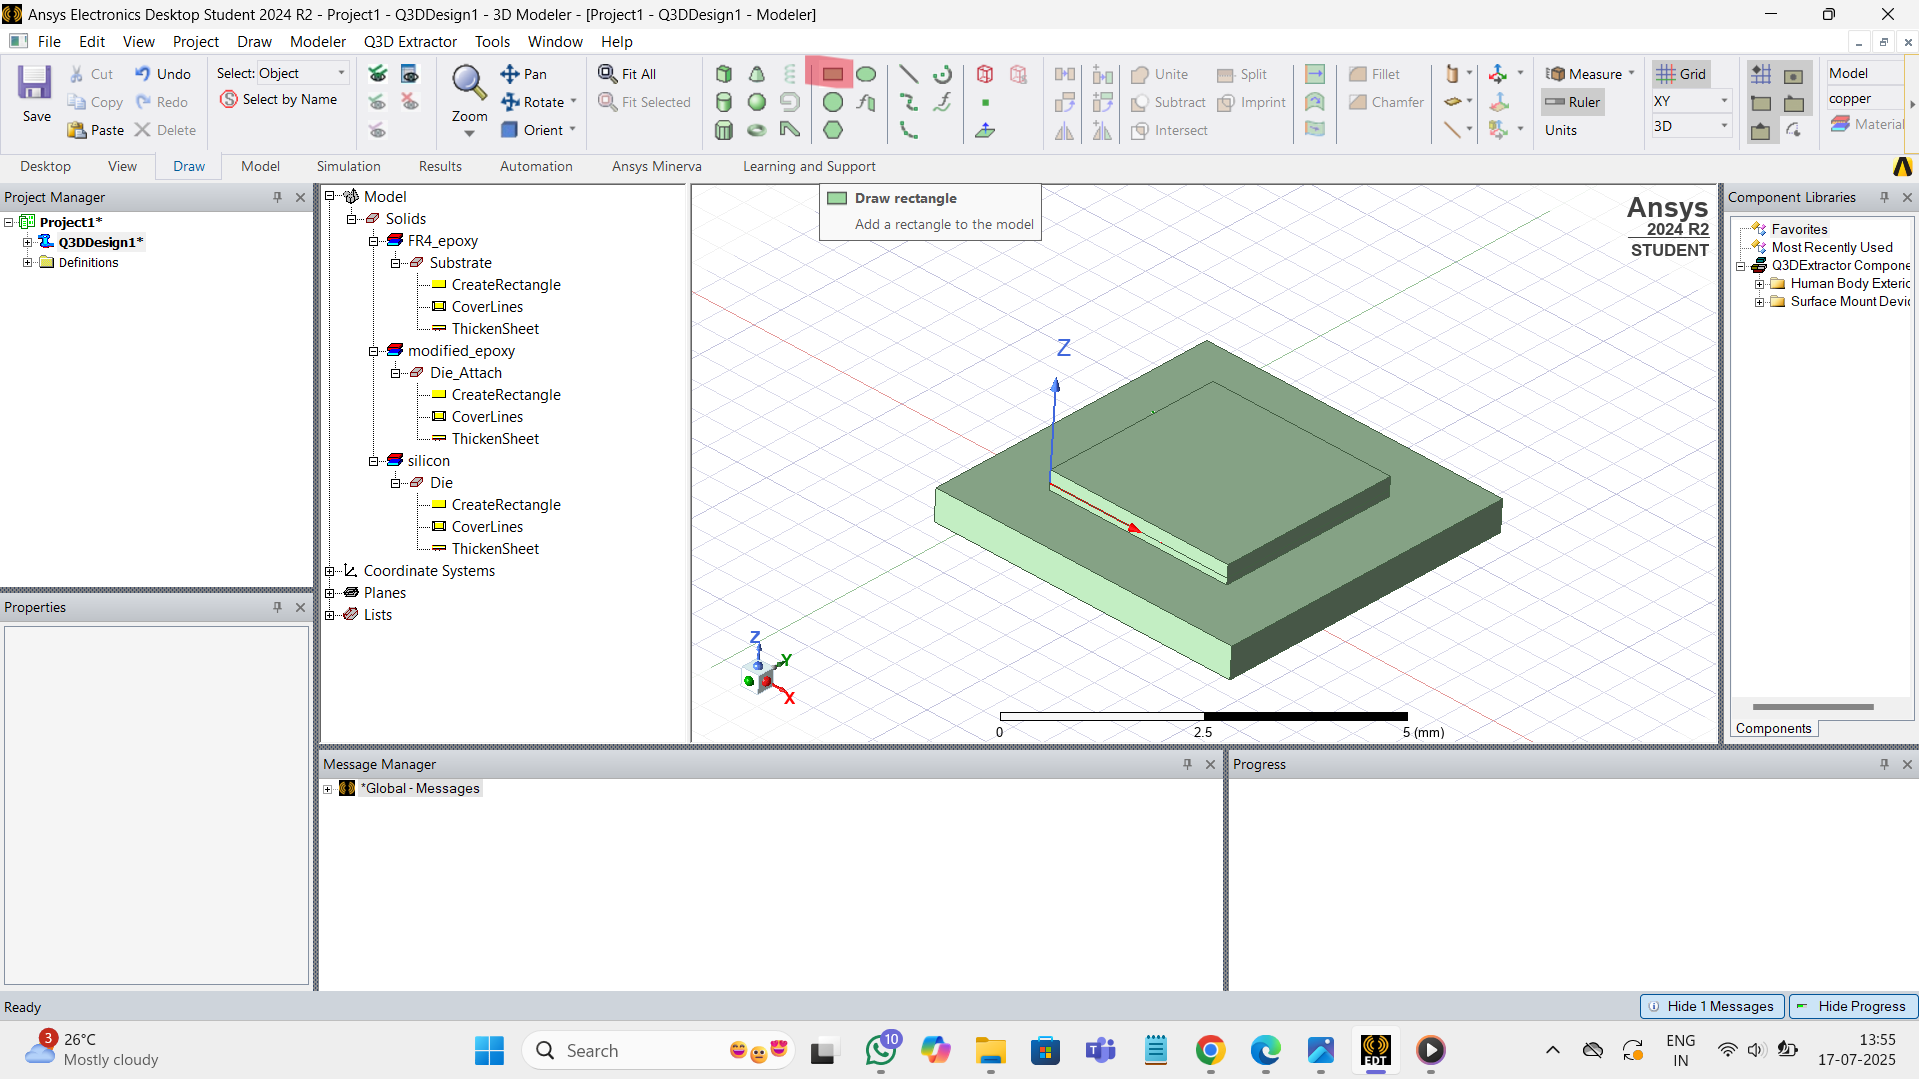 Ansys Electronics Desktop Student 2024 R2 - Project1 - Q3DDesign1 - 3D Modeler - [Project1 - Q3DDesign1 - Modeler]
File Edit View Project Draw Modeler Q3D Extractor Tools Window Help
Save
Cut
Copy
Paste
Undo
Redo
Delete
Select: Object
Select by Name
Zoom
Pan
Rotate
Orient
Fit All
Fit Selected
Unite
Subtract
Intersect
Split
Imprint
Fillet
Chamfer
Measure
Ruler
Units
Grid
XY
3D
Model
copper
Material
Desktop View Draw Model Simulation Results Automation Ansys Minerva Learning and Support
Project Manager
Project1*
Q3DDesign1*
Definitions
Properties
Model
Solids
FR4_epoxy
Substrate
CreateRectangle
CoverLines
ThickenSheet
modified_epoxy
Die_Attach
CreateRectangle
CoverLines
ThickenSheet
silicon
Die
CreateRectangle
CoverLines
ThickenSheet
Coordinate Systems
Planes
Lists
Draw rectangle
Add a rectangle to the model
Ansys
2024 R2
STUDENT
Z
Z
Y
X
0 2.5 5 (mm)
Component Libraries
Favorites
Most Recently Used
Q3DExtractor Compone
Human Body Exteric
Surface Mount Devi
Components
Message Manager
*Global - Messages
Progress
Ready
Hide 1 Messages
Hide Progress
3
26°C
Mostly cloudy
Search
10
EDT
ENG
IN
13:55
17-07-2025